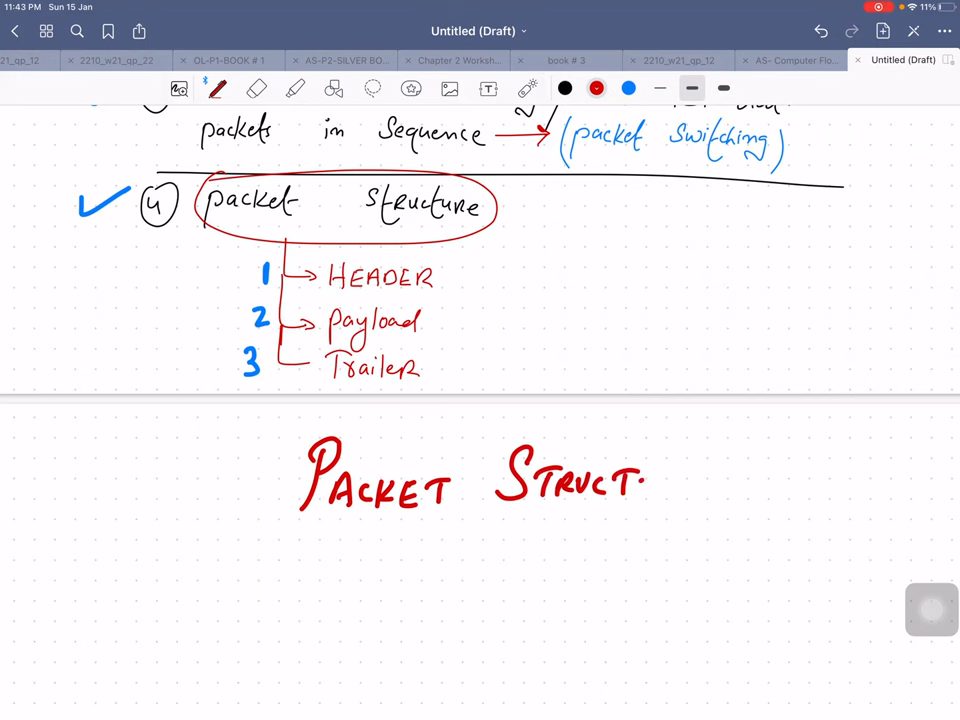 11:43 PM Sun 15 Jan
11%
Untitled (Draft)
21_qp_12
2210_w21_qp_22
OL-P1-BOOK # 1
AS-P2-SILVER BO...
Chapter 2 Worksh...
book # 3
2210_w21_qp_12
AS- Computer Flo...
Untitled (Draft)
packets in Sequence
(packet Switching)
4 packet structure
1 HEADER
2 payload
3 Trailer
PACKET STRUCT.